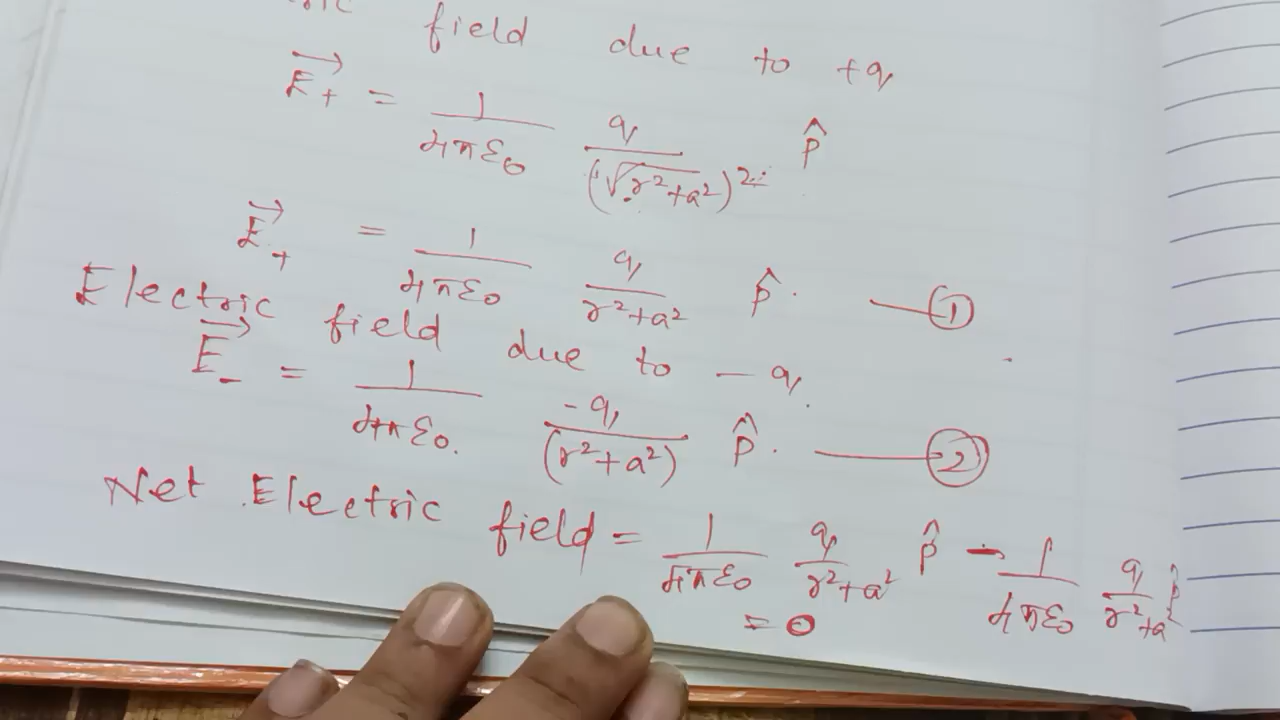 field due to +q
E⃗₊ = 1/4πε₀ q/(√r²+a²)² p̂
E⃗₊ = 1/4πε₀ q/r²+a² p̂. —①
Electric field due to -q.
E⃗₋ = 1/4πε₀. -q/(r²+a²) p̂. —②
Net Electric field = 1/4πε₀ q/r²+a² p̂ - 1/4πε₀ q/r²+a² p̂
= 0